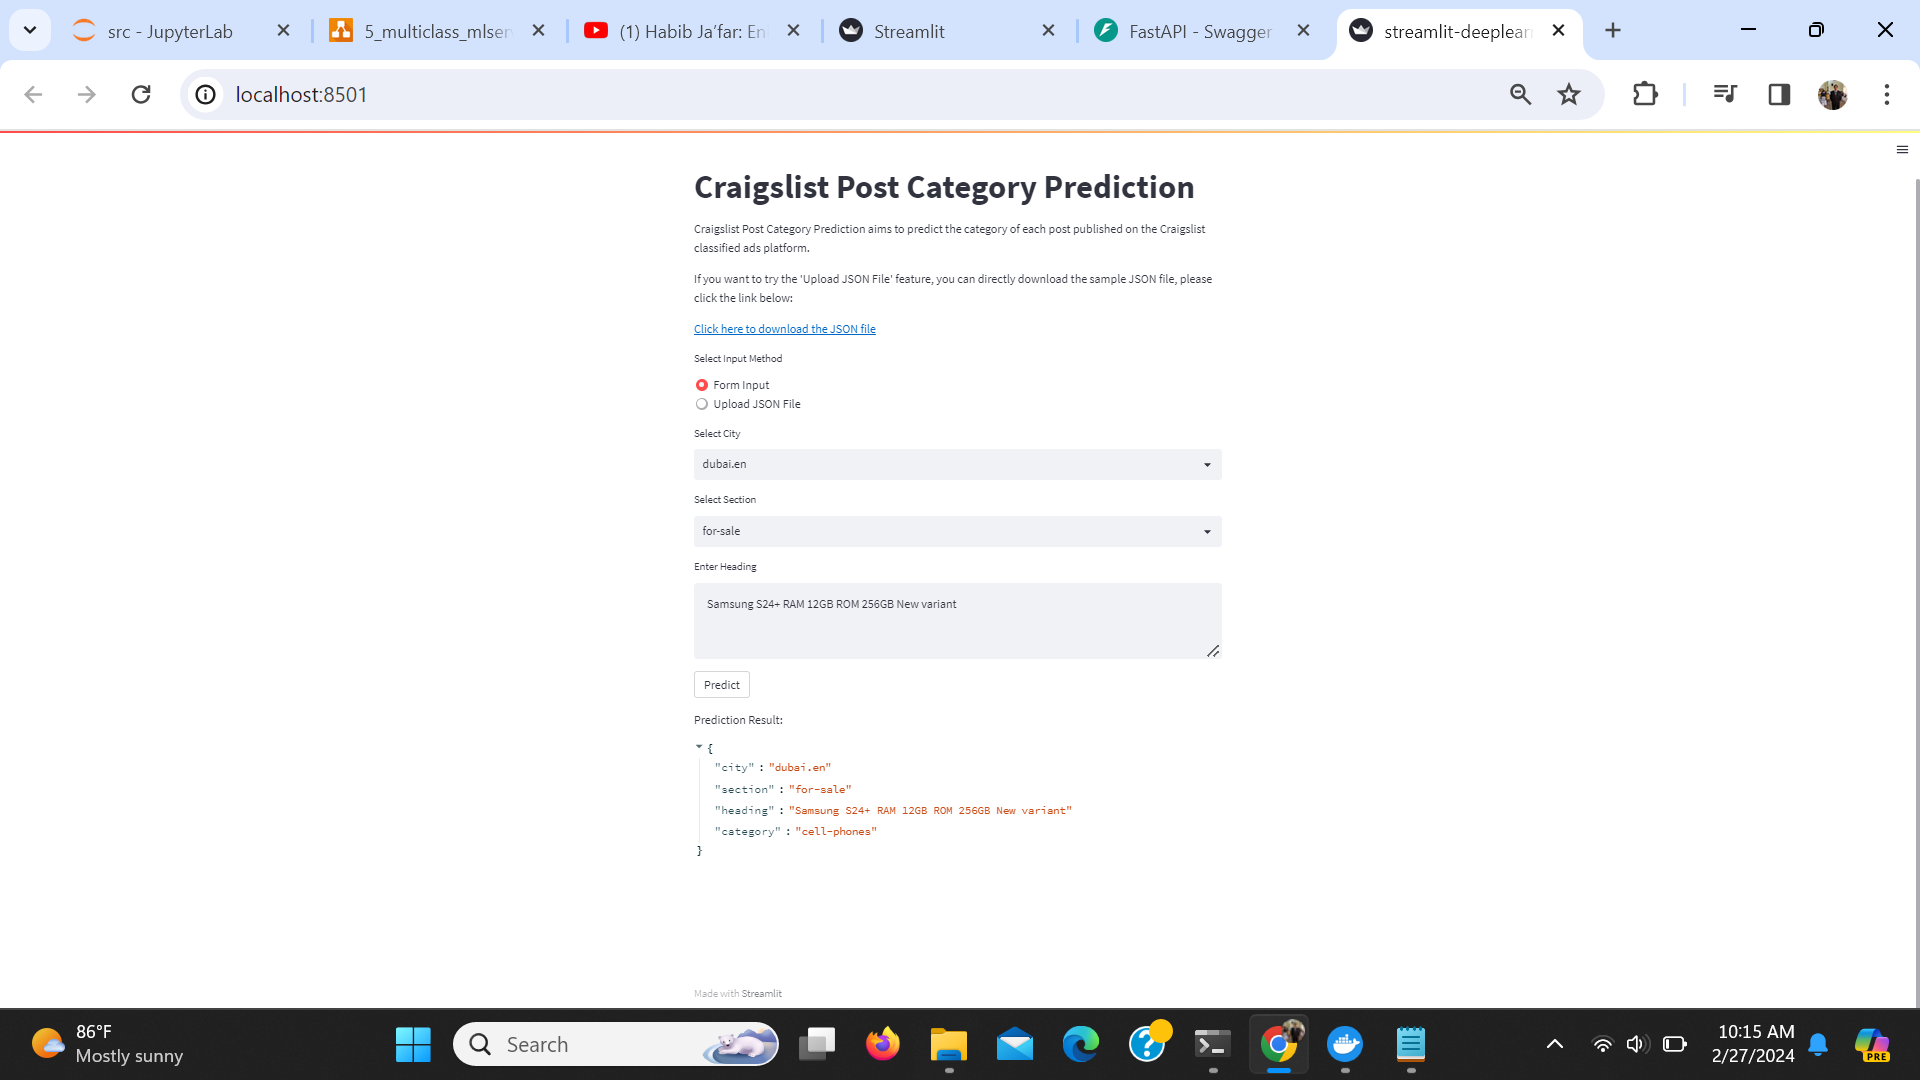 src - JupyterLab
5_multiclass_mlser
(1) Habib Ja'far: En
Streamlit
FastAPI - Swagger
streamlit-deeplear
localhost:8501
Craigslist Post Category Prediction
Craigslist Post Category Prediction aims to predict the category of each post published on the Craigslist
classified ads platform.
If you want to try the 'Upload JSON File' feature, you can directly download the sample JSON file, please
click the link below:
Click here to download the JSON file
Select Input Method
Form Input
Upload JSON File
Select City
dubai.en
Select Section
for-sale
Enter Heading
Samsung S24+ RAM 12GB ROM 256GB New variant
Predict
Prediction Result:
{
"city" : "dubai.en"
"section" : "for-sale"
"heading" : "Samsung S24+ RAM 12GB ROM 256GB New variant"
"category" : "cell-phones"
}
Made with Streamlit
86°F
Mostly sunny
Search
10:15 AM
2/27/2024
PRE